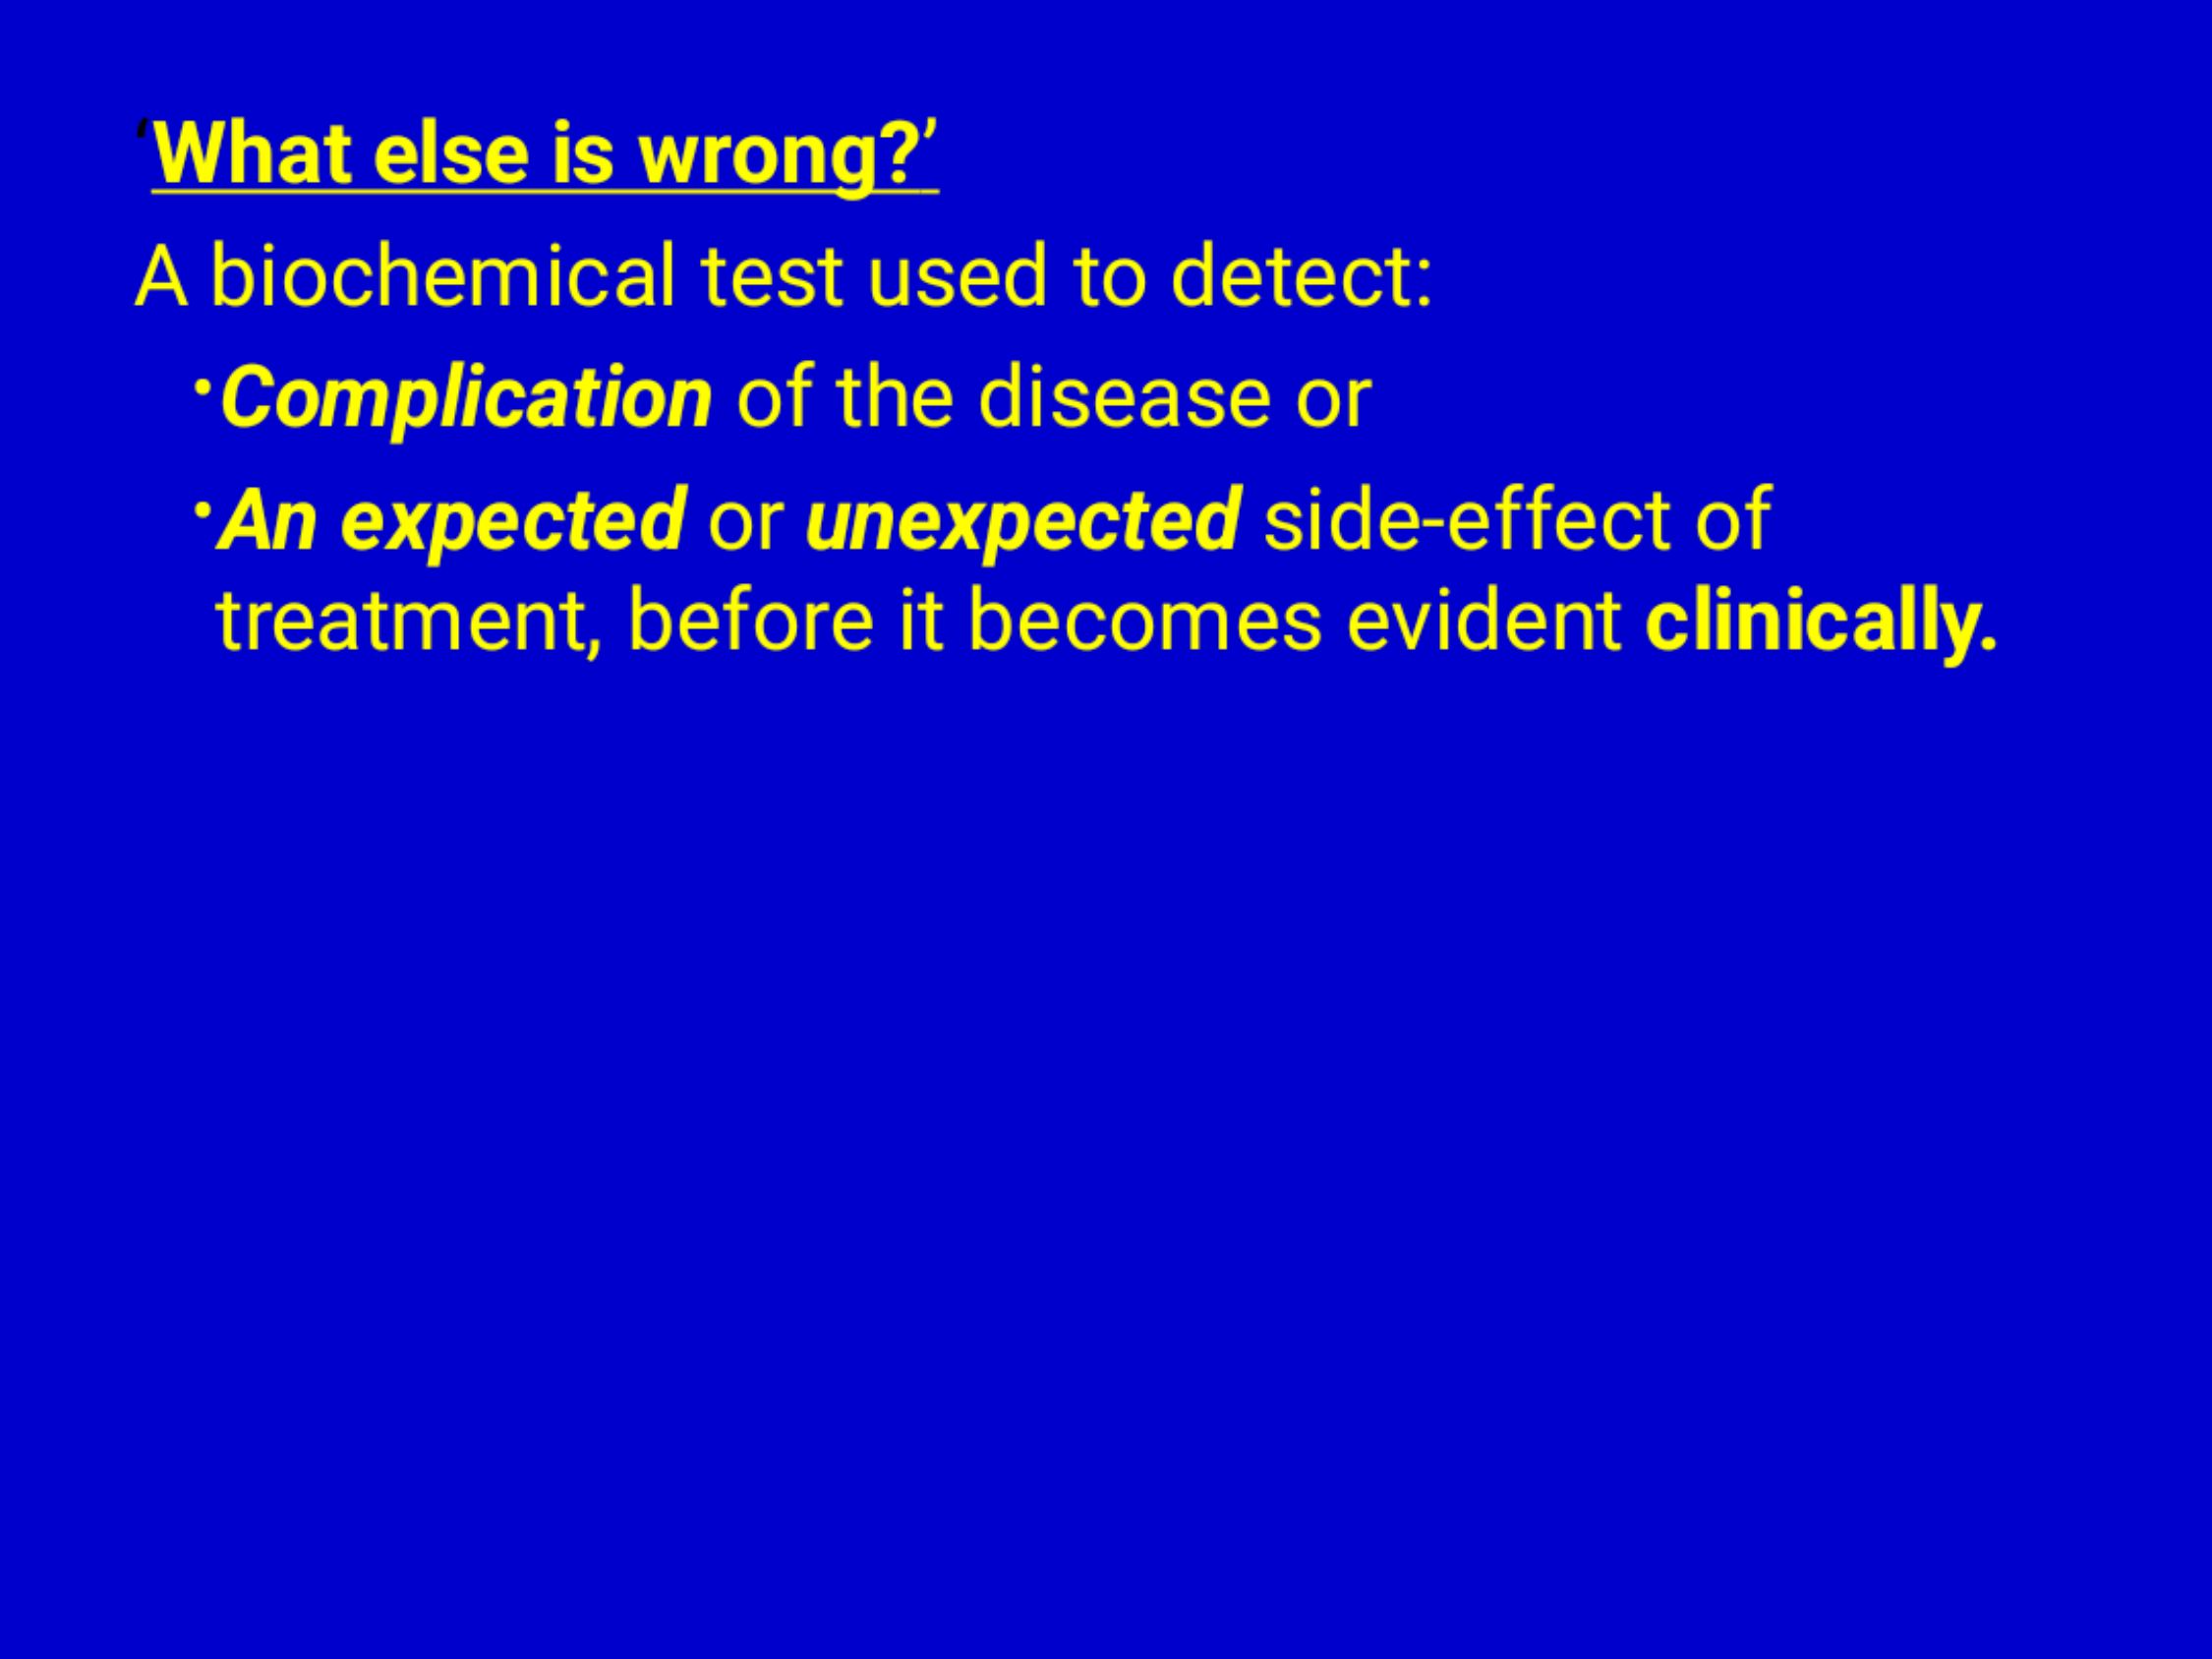 ‘What else is wrong?’
A biochemical test used to detect:
•Complication of the disease or
•An expected or unexpected side-effect of
treatment, before it becomes evident clinically.